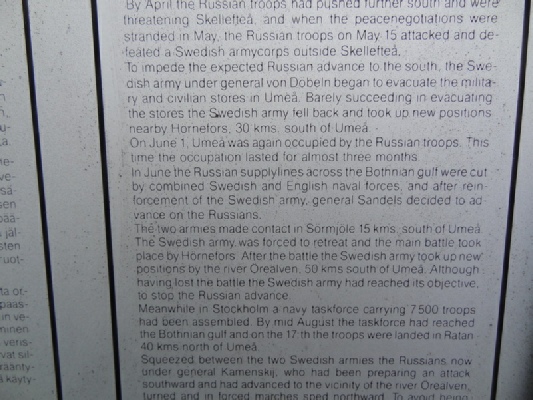 By April the Russian troops had pushed further south and were
threatening Skellefteå, and when the peacenegotiations were
stranded in May, the Russian troops on May 15 attacked and de-
feated a Swedish armycorps outside Skellefteå.
To impede the expected Russian advance to the south, the Swe-
dish army under general von Döbeln began to evacuate the milita-
ry and civilian stores in Umeå. Barely succeeding in evacuating
the stores the Swedish army fell back and took up new positions
nearby Hörnefors, 30 kms. south of Umeå.
On June 1, Umeå was again occupied by the Russian troops. This
time the occupation lasted for almost three months.
In June the Russian supplylines across the Bothnian gulf were cut
by combined Swedish and English naval forces, and after rein-
forcement of the Swedish army, general Sandels decided to ad-
vance on the Russians.
The two armies made contact in Sörmjöle 15 kms. south of Umeå.
The Swedish army was forced to retreat and the main battle took
place by Hörnefors. After the battle the Swedish army took up new
positions by the river Öreälven, 50 kms south of Umeå. Although
having lost the battle the Swedish army had reached its objective,
to stop the Russian advance.
Meanwhile in Stockholm a navy taskforce carrying 7500 troops
had been assembled. By mid August the taskforce had reached
the Bothnian gulf and on the 17:th the troops were landed in Ratan
40 kms north of Umeå.
Squeezed between the two Swedish armies the Russians now
under general Kamenskij, who had been preparing an attack
southward and had advanced to the vicinity of the river Öreälven,
turned and in forced marches sped northward. To avoid being